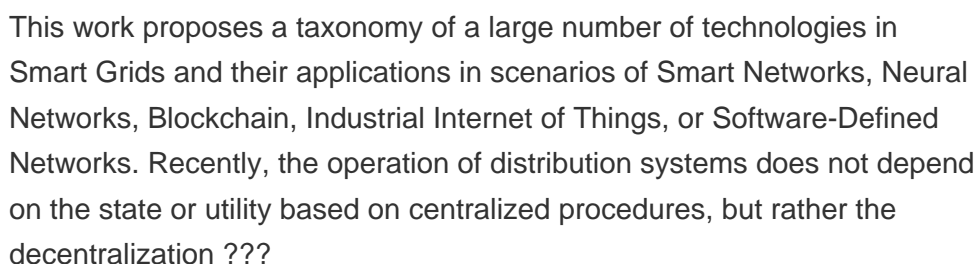 This work proposes a taxonomy of a large number of technologies in
Smart Grids and their applications in scenarios of Smart Networks, Neural
Networks, Blockchain, Industrial Internet of Things, or Software-Defined
Networks. Recently, the operation of distribution systems does not depend
on the state or utility based on centralized procedures, but rather the
decentralization ???